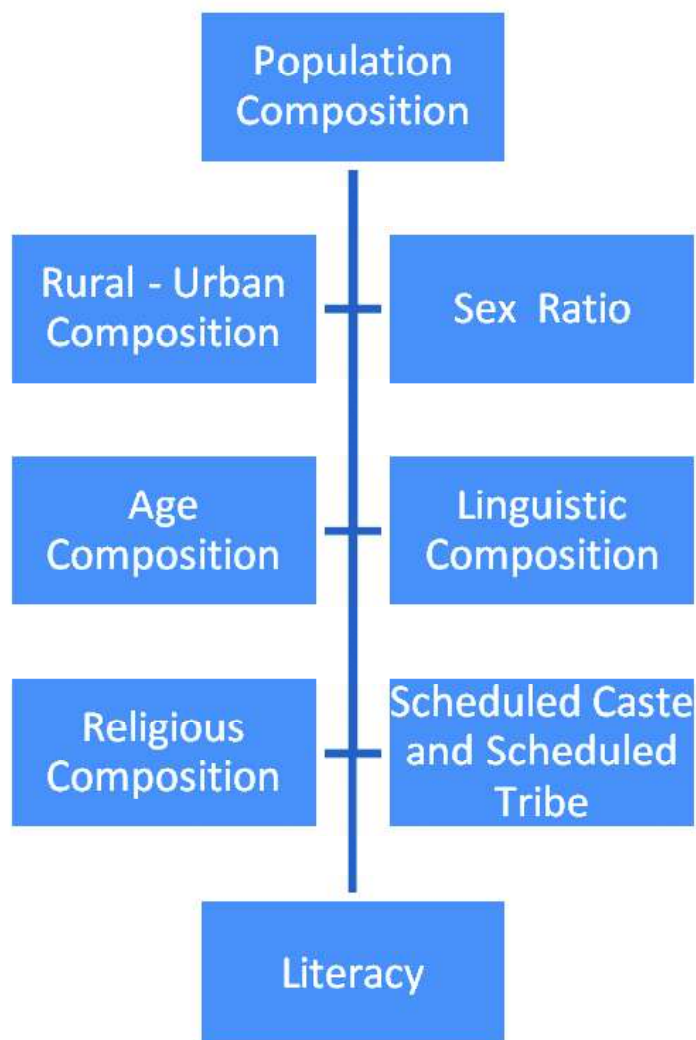 Population
Composition
Rural - Urban
Composition
Sex Ratio
Age
Composition
Linguistic
Composition
Religious
Composition
Scheduled Caste
and Scheduled
Tribe
Literacy